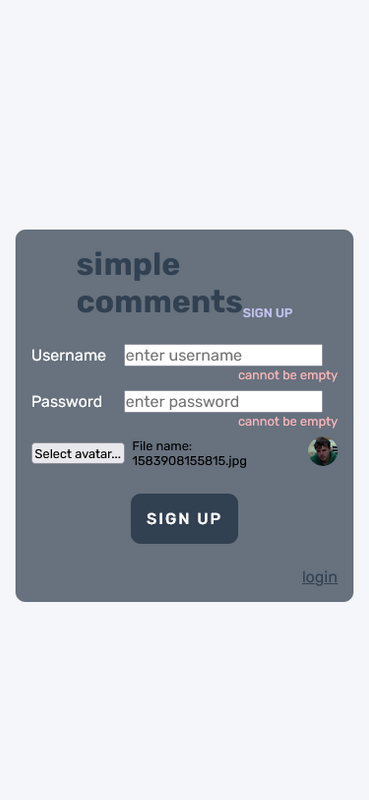 simple
comments
SIGN UP
Username
enter username
cannot be empty
Password
enter password
cannot be empty
Select avatar...
File name:
1583908155815.jpg
SIGN UP
login